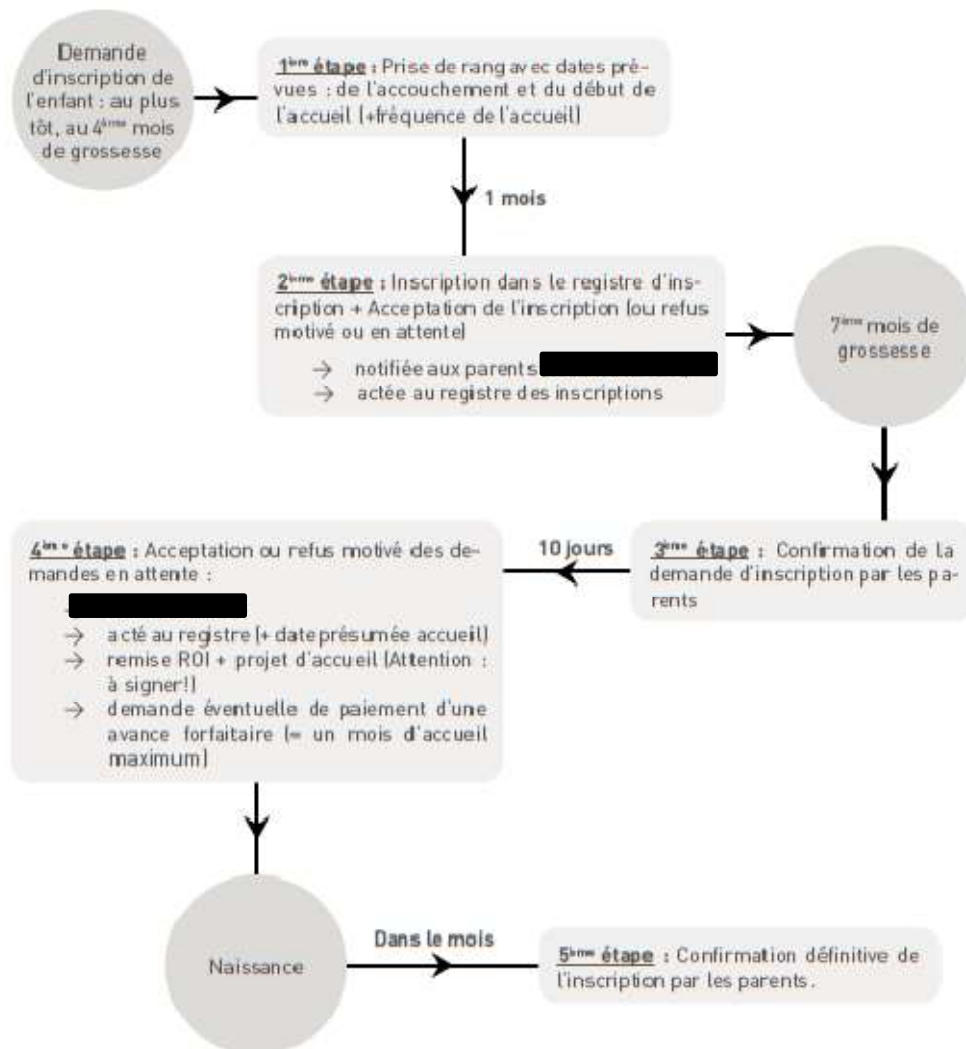 Demande
d'inscription de
l'enfant : au plus
tôt, au 4ème mois
de grossesse
1ère étape : Prise de rang avec dates pré-
vues : de l'accouchement et du début de
l'accueil (+fréquence de l'accueil)
1 mois
2ème étape : Inscription dans le registre d'ins-
cription + Acceptation de l'inscription (ou refus
motivé ou en attente)
→ notifiée aux parents
→ actée au registre des inscriptions
7ème mois de
grossesse
3ème étape : Confirmation de la
demande d'inscription par les pa-
rents
10 jours
4ème étape : Acceptation ou refus motivé des de-
mandes en attente :
→ acté au registre (+ date présumée accueil)
→ remise ROI + projet d'accueil (Attention :
à signer!)
→ demande éventuelle de paiement d'une
avance forfaitaire (= un mois d'accueil
maximum)
Naissance
Dans le mois
5ème étape : Confirmation définitive de
l'inscription par les parents.